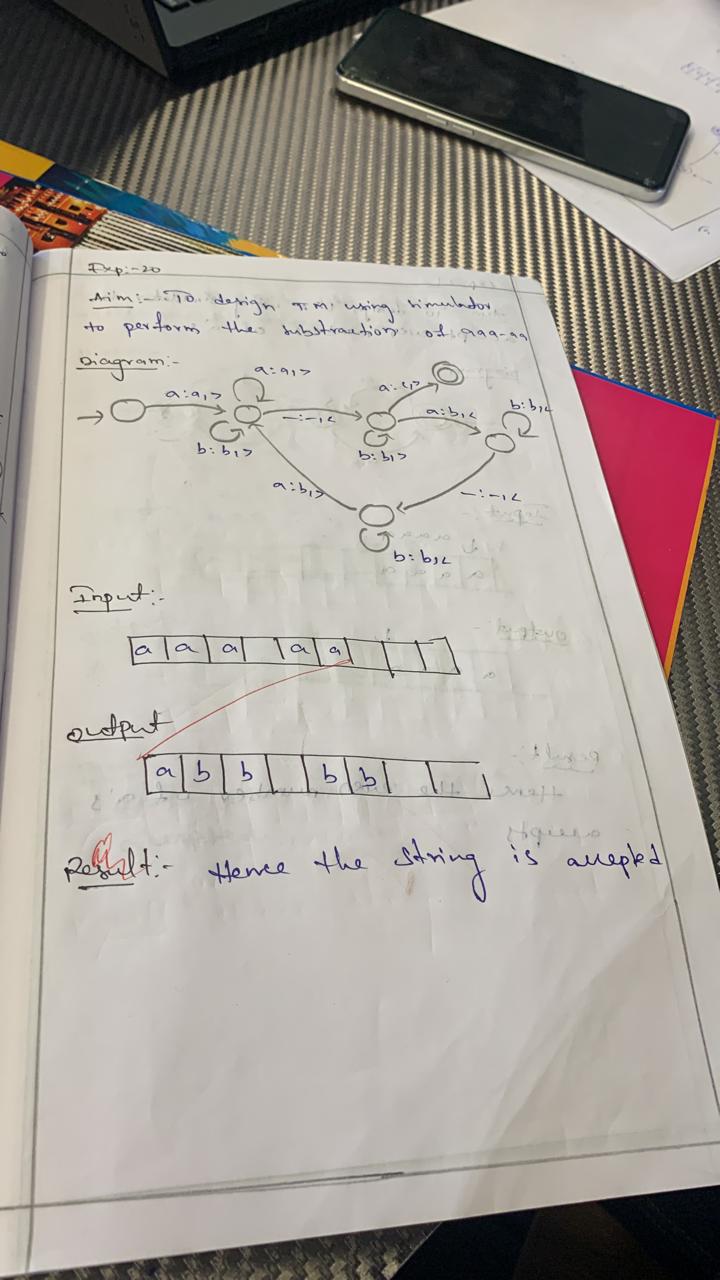 Exp:-20
Aim:- To design T.M. using simulador
to perform the substraction of aaa-aa
Diagram:-
a:a,>
a:a,>
b:b,>
-:-,<
b:b,>
a:b,<
b:b,<
-:-,<
a:b,>
b:b,<
Input:-
a a a a a
output
a b b b b
Result:- Hence the string is accepted